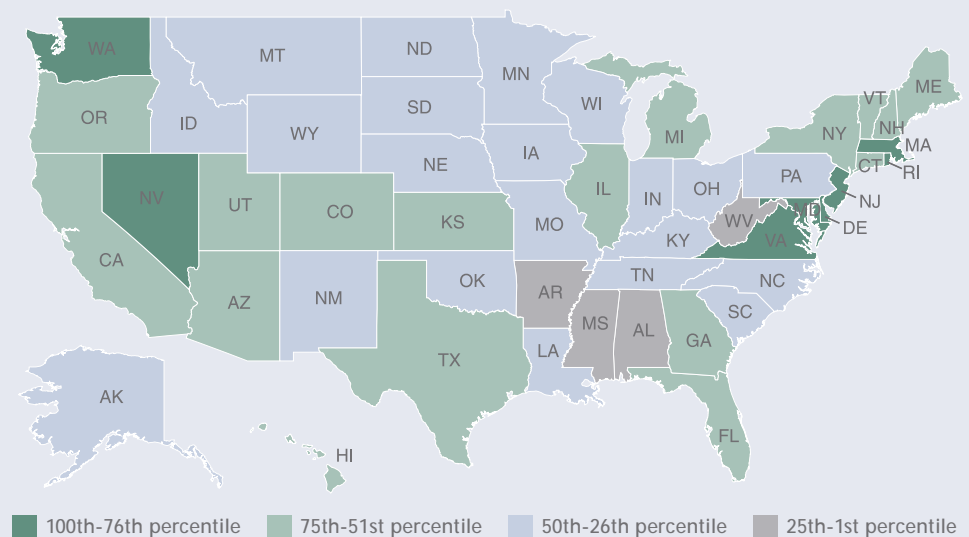 WA
MT
ND
MN
VT
ME
OR
ID
WY
SD
WI
MI
NY
NH
MA
CT
RI
NV
UT
CO
NE
IA
IL
IN
OH
PA
NJ
MD
DE
CA
KS
MO
KY
WV
VA
AZ
NM
OK
AR
TN
NC
SC
MS
AL
GA
TX
LA
AK
FL
HI
100th-76th percentile
75th-51st percentile
50th-26th percentile
25th-1st percentile